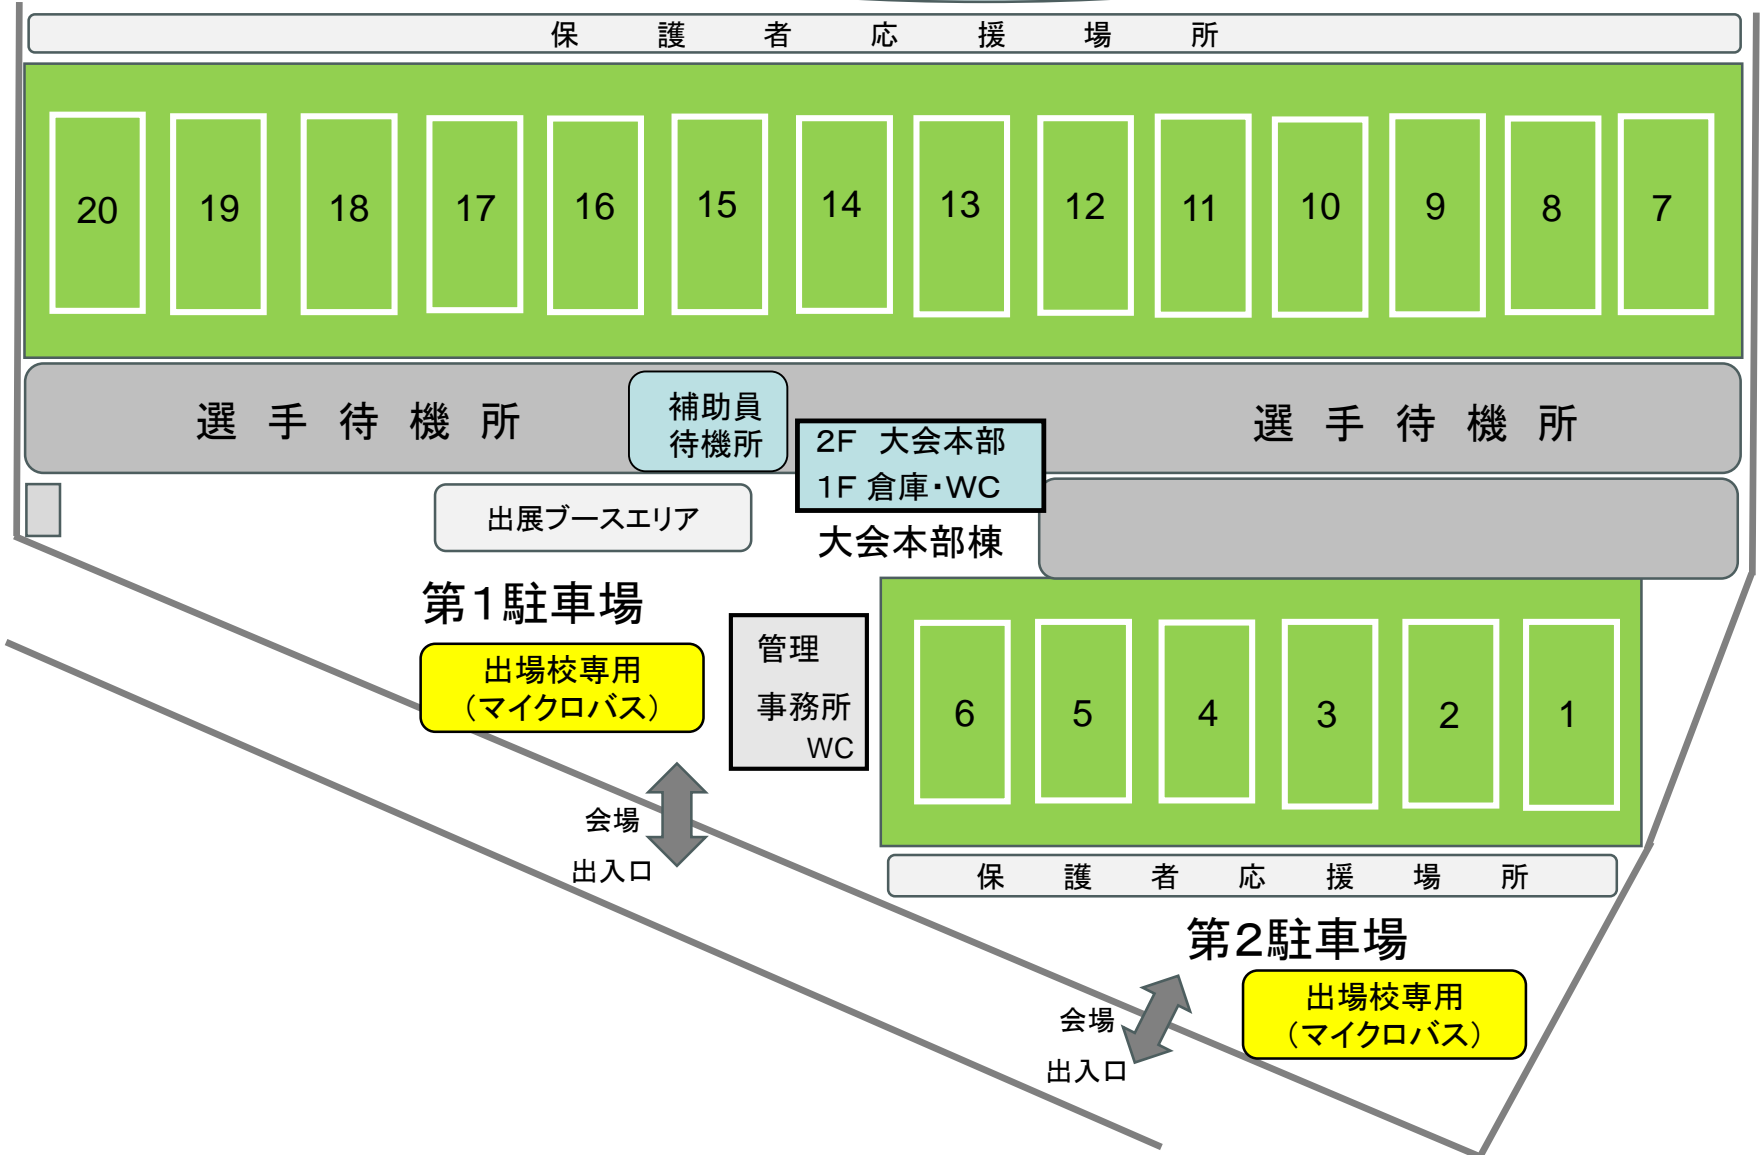 保護者応援場所
20 19 18 17 16 15 14 13 12 11 10 9 8 7
選手待機所
補助員
待機所
2F 大会本部
1F 倉庫・WC
選手待機所
出展ブースエリア
大会本部棟
第1駐車場
出場校専用
(マイクロバス)
管理
事務所
WC
6 5 4 3 2 1
会場
出入口
保護者応援場所
第2駐車場
出場校専用
(マイクロバス)
会場
出入口